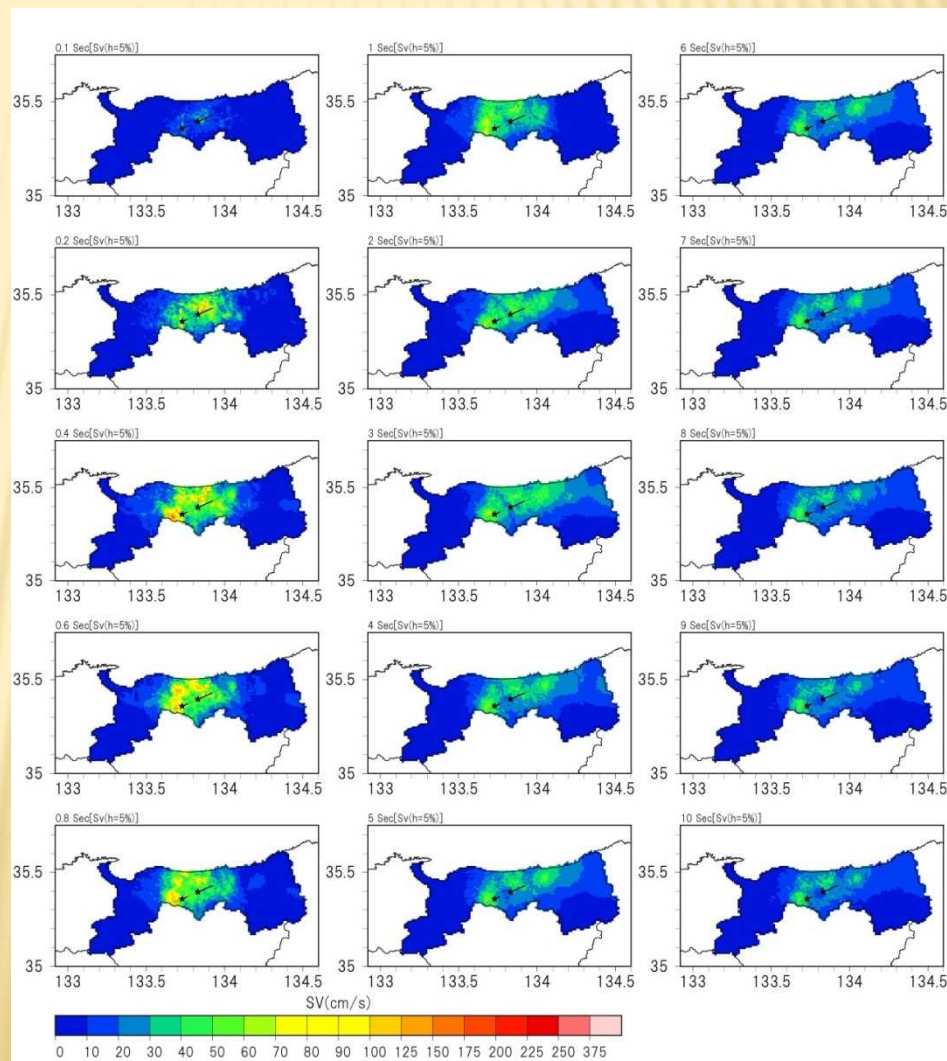 0.1 Sec[Sv(h=5%)]
35.5
35
133 133.5 134 134.5
0.2 Sec[Sv(h=5%)]
35.5
35
133 133.5 134 134.5
0.4 Sec[Sv(h=5%)]
35.5
35
133 133.5 134 134.5
0.6 Sec[Sv(h=5%)]
35.5
35
133 133.5 134 134.5
0.8 Sec[Sv(h=5%)]
35.5
35
133 133.5 134 134.5
1 Sec[Sv(h=5%)]
35.5
35
133 133.5 134 134.5
2 Sec[Sv(h=5%)]
35.5
35
133 133.5 134 134.5
3 Sec[Sv(h=5%)]
35.5
35
133 133.5 134 134.5
4 Sec[Sv(h=5%)]
35.5
35
133 133.5 134 134.5
5 Sec[Sv(h=5%)]
35.5
35
133 133.5 134 134.5
6 Sec[Sv(h=5%)]
35.5
35
133 133.5 134 134.5
7 Sec[Sv(h=5%)]
35.5
35
133 133.5 134 134.5
8 Sec[Sv(h=5%)]
35.5
35
133 133.5 134 134.5
9 Sec[Sv(h=5%)]
35.5
35
133 133.5 134 134.5
10 Sec[Sv(h=5%)]
35.5
35
133 133.5 134 134.5
SV(cm/s)
0 10 20 30 40 50 60 70 80 90 100 125 150 175 200 225 250 375